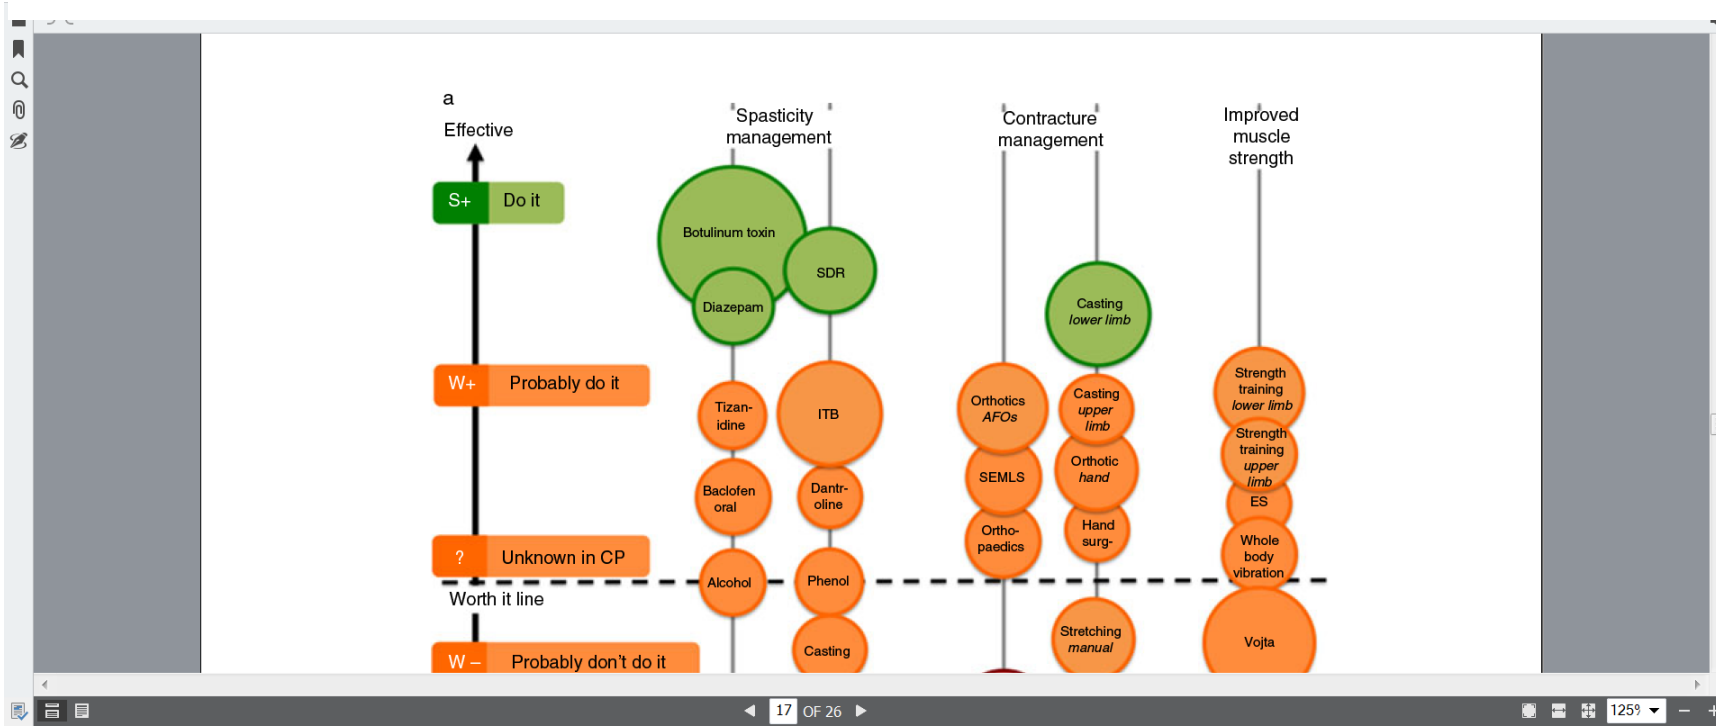 a
Effective
Spasticity
management
Contracture
management
Improved
muscle
strength
S+ Do it
Botulinum toxin
SDR
Diazepam
Casting
lower limb
W+ Probably do it
Tizan-
idine
ITB
Orthotics
AFOs
Casting
upper
limb
Strength
training
lower limb
Baclofen
oral
Dantr-
oline
SEMLS
Orthotic
hand
Strength
training
upper
limb
ES
Ortho-
paedics
Hand
surg-
Whole
body
vibration
? Unknown in CP
Alcohol
Phenol
Worth it line
W – Probably don't do it
Casting
Stretching
manual
Vojta
17 OF 26
125%